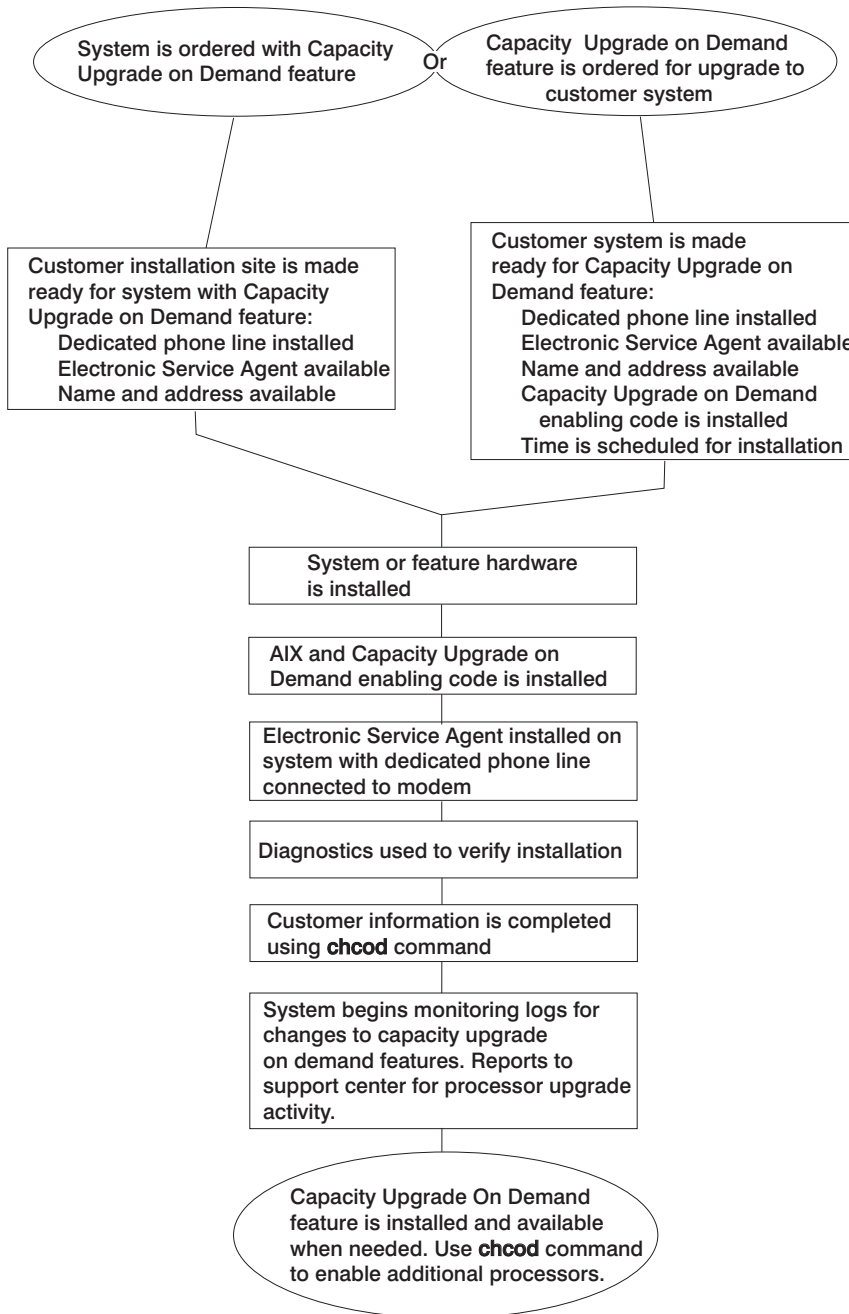 System is ordered with Capacity
Upgrade on Demand feature
Or
Capacity Upgrade on Demand
feature is ordered for upgrade to
customer system
Customer installation site is made
ready for system with Capacity
Upgrade on Demand feature:
Dedicated phone line installed
Electronic Service Agent available
Name and address available
Customer system is made
ready for Capacity Upgrade on
Demand feature:
Dedicated phone line installed
Electronic Service Agent available
Name and address available
Capacity Upgrade on Demand
enabling code is installed
Time is scheduled for installation
System or feature hardware
is installed
AIX and Capacity Upgrade on
Demand enabling code is installed
Electronic Service Agent installed on
system with dedicated phone line
connected to modem
Diagnostics used to verify installation
Customer information is completed
using chcod command
System begins monitoring logs for
changes to capacity upgrade
on demand features. Reports to
support center for processor upgrade
activity.
Capacity Upgrade On Demand
feature is installed and available
when needed. Use chcod command
to enable additional processors.